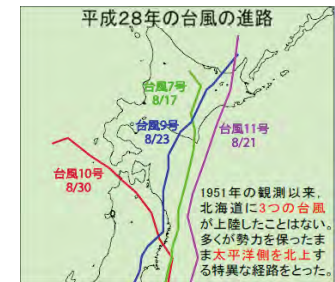 平成28年の台風の進路
台風7号
8/17
台風9号
8/23
台風11号
8/21
台風10号
8/30
1951年の観測以来,
北海道に3つの台風
が上陸したことはない。
多くが勢力を保ったま
ま太平洋側を北上す
る特異な経路をとった。